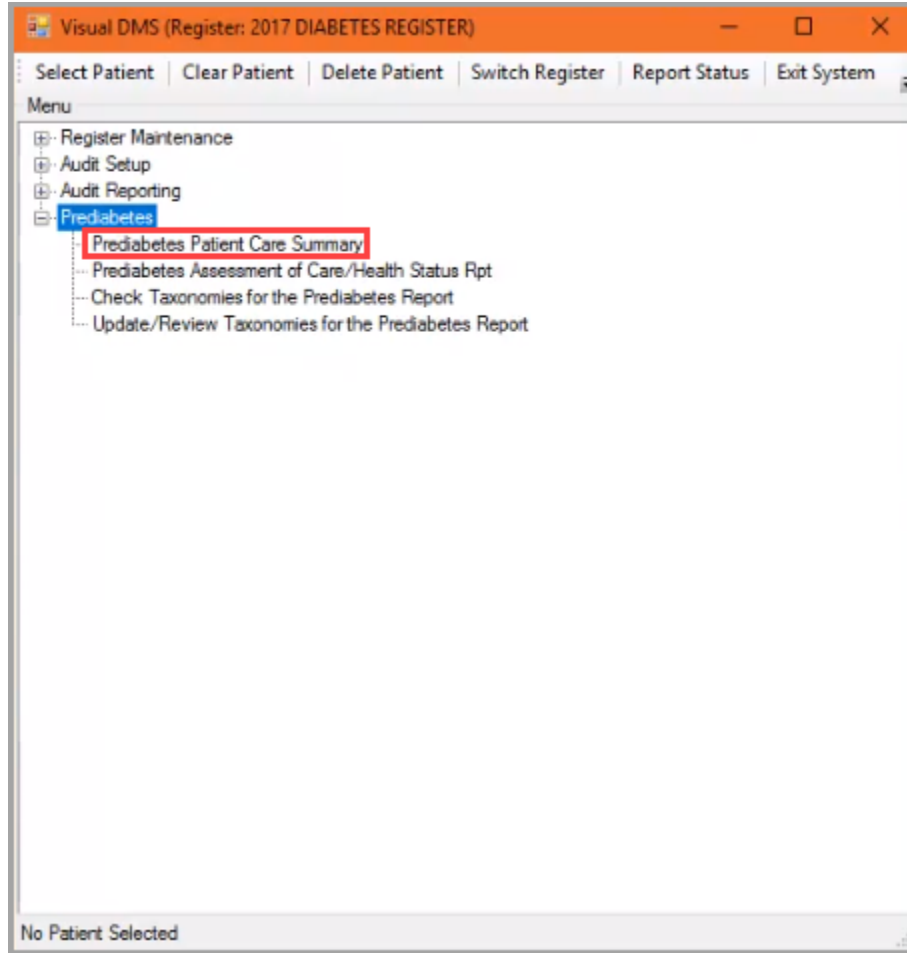 Visual DMS (Register: 2017 DIABETES REGISTER)
Select Patient Clear Patient Delete Patient Switch Register Report Status Exit System
Menu
Register Maintenance
Audit Setup
Audit Reporting
Prediabetes
Prediabetes Patient Care Summary
Prediabetes Assessment of Care/Health Status Rpt
Check Taxonomies for the Prediabetes Report
Update/Review Taxonomies for the Prediabetes Report
No Patient Selected